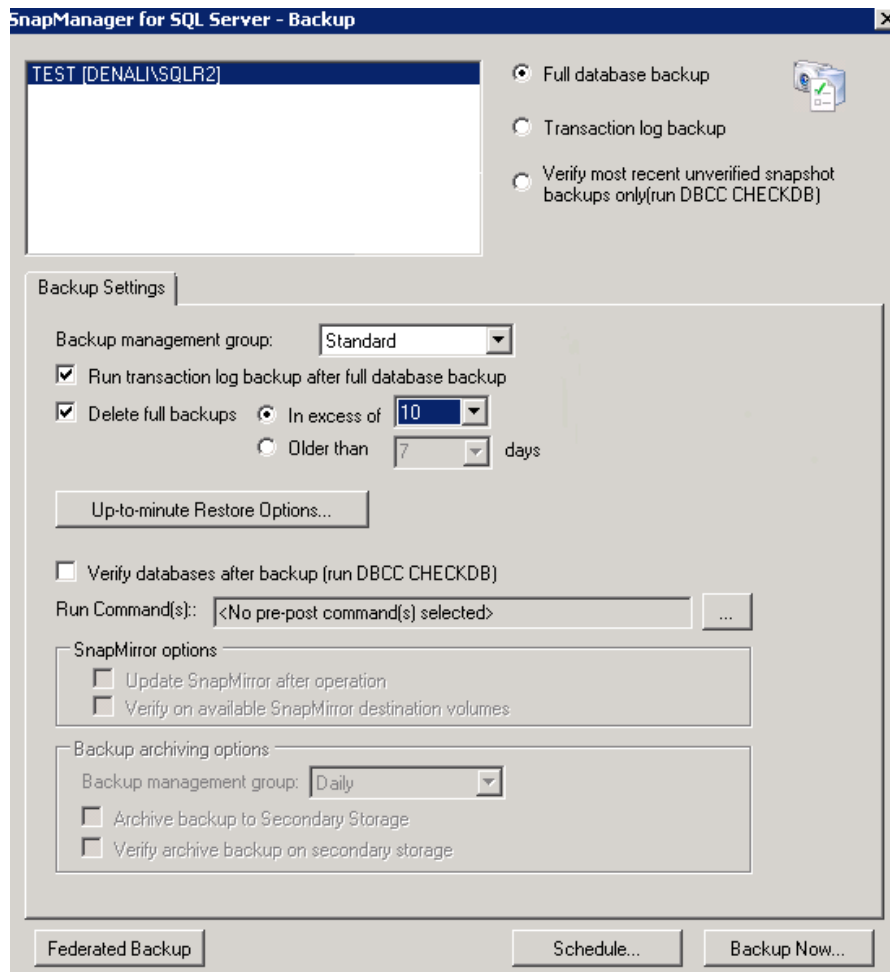 SnapManager for SQL Server - Backup
TEST [DENALI\SQLR2]
Full database backup
Transaction log backup
Verify most recent unverified snapshot
backups only(run DBCC CHECKDB)
Backup Settings
Backup management group: Standard
Run transaction log backup after full database backup
Delete full backups In excess of 10
Older than 7 days
Up-to-minute Restore Options...
Verify databases after backup (run DBCC CHECKDB)
Run Command(s):: <No pre-post command(s) selected> ...
SnapMirror options
Update SnapMirror after operation
Verify on available SnapMirror destination volumes
Backup archiving options
Backup management group: Daily
Archive backup to Secondary Storage
Verify archive backup on secondary storage
Federated Backup Schedule... Backup Now...